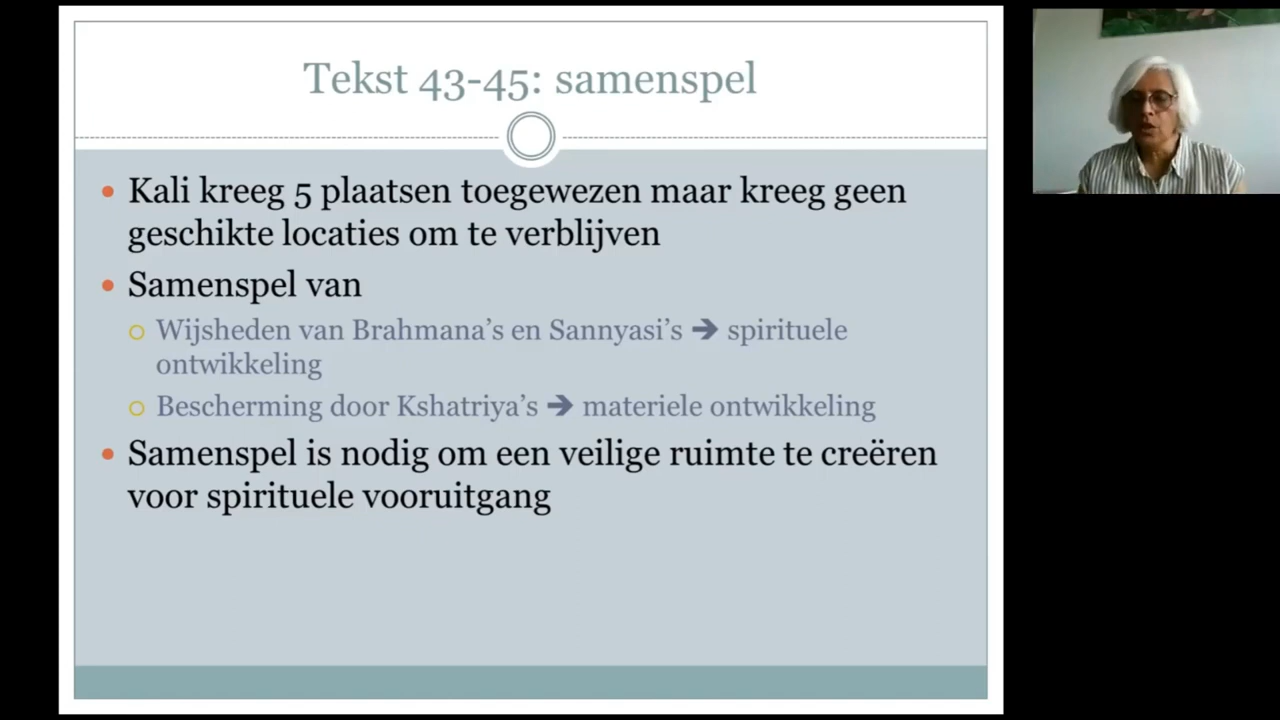 Tekst 43-45: samenspel
• Kali kreeg 5 plaatsen toegewezen maar kreeg geen
geschikte locaties om te verblijven
• Samenspel van
○ Wijsheden van Brahmana’s en Sannyasi’s ➔ spirituele
ontwikkeling
○ Bescherming door Kshatriya’s ➔ materiele ontwikkeling
• Samenspel is nodig om een veilige ruimte te creëren
voor spirituele vooruitgang